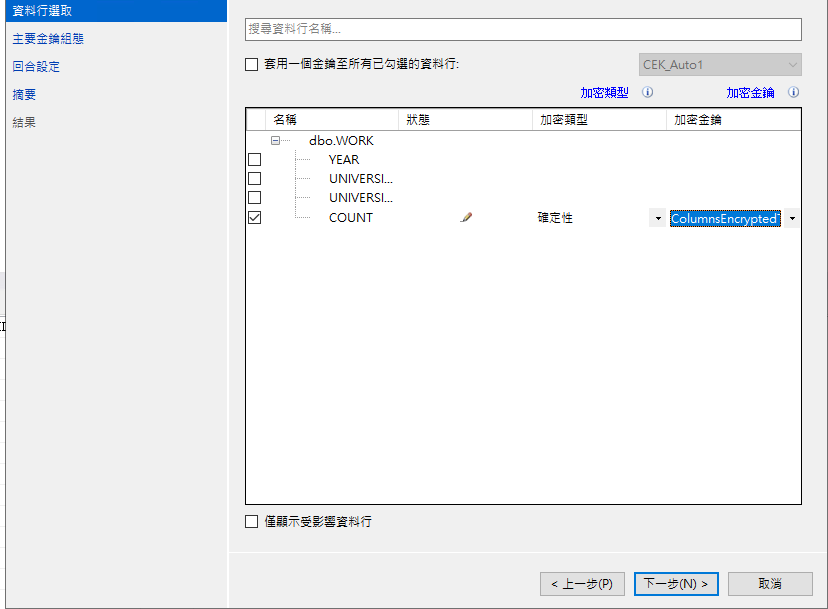 資料行選取
主要金鑰組態
回合設定
摘要
結果
搜尋資料行名稱...
套用一個金鑰至所有已勾選的資料行:
CEK_Auto1
加密類型
加密金鑰
名稱 狀態 加密類型 加密金鑰
dbo.WORK
YEAR
UNIVERSI...
UNIVERSI...
COUNT 確定性 ColumnsEncrypted
僅顯示受影響資料行
< 上一步(P) 下一步(N) > 取消